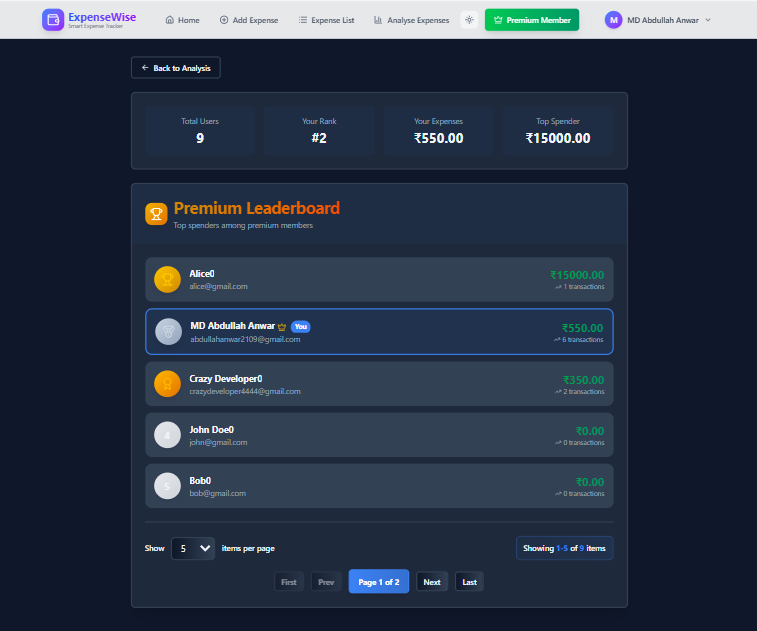 ExpenseWise
Smart Expense Tracker
Home
Add Expense
Expense List
Analyse Expenses
Premium Member
M
MD Abdullah Anwar
← Back to Analysis
Total Users
9
Your Rank
#2
Your Expenses
₹550.00
Top Spender
₹15000.00
Premium Leaderboard
Top spenders among premium members
Alice0
alice@gmail.com
₹15000.00
1 transactions
MD Abdullah Anwar You
abdullahanwar2109@gmail.com
₹550.00
6 transactions
Crazy Developer0
crazydeveloper4444@gmail.com
₹350.00
2 transactions
4
John Doe0
john@gmail.com
₹0.00
0 transactions
5
Bob0
bob@gmail.com
₹0.00
0 transactions
Show 5 items per page
Showing 1-5 of 9 items
First
Prev
Page 1 of 2
Next
Last